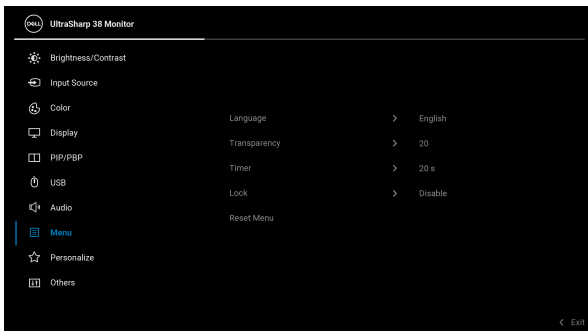 DELL UltraSharp 38 Monitor
Brightness/Contrast
Input Source
Color
Display
PIP/PBP
USB
Audio
Menu
Personalize
Others
Language > English
Transparency > 20
Timer > 20 s
Lock > Disable
Reset Menu
< Exit